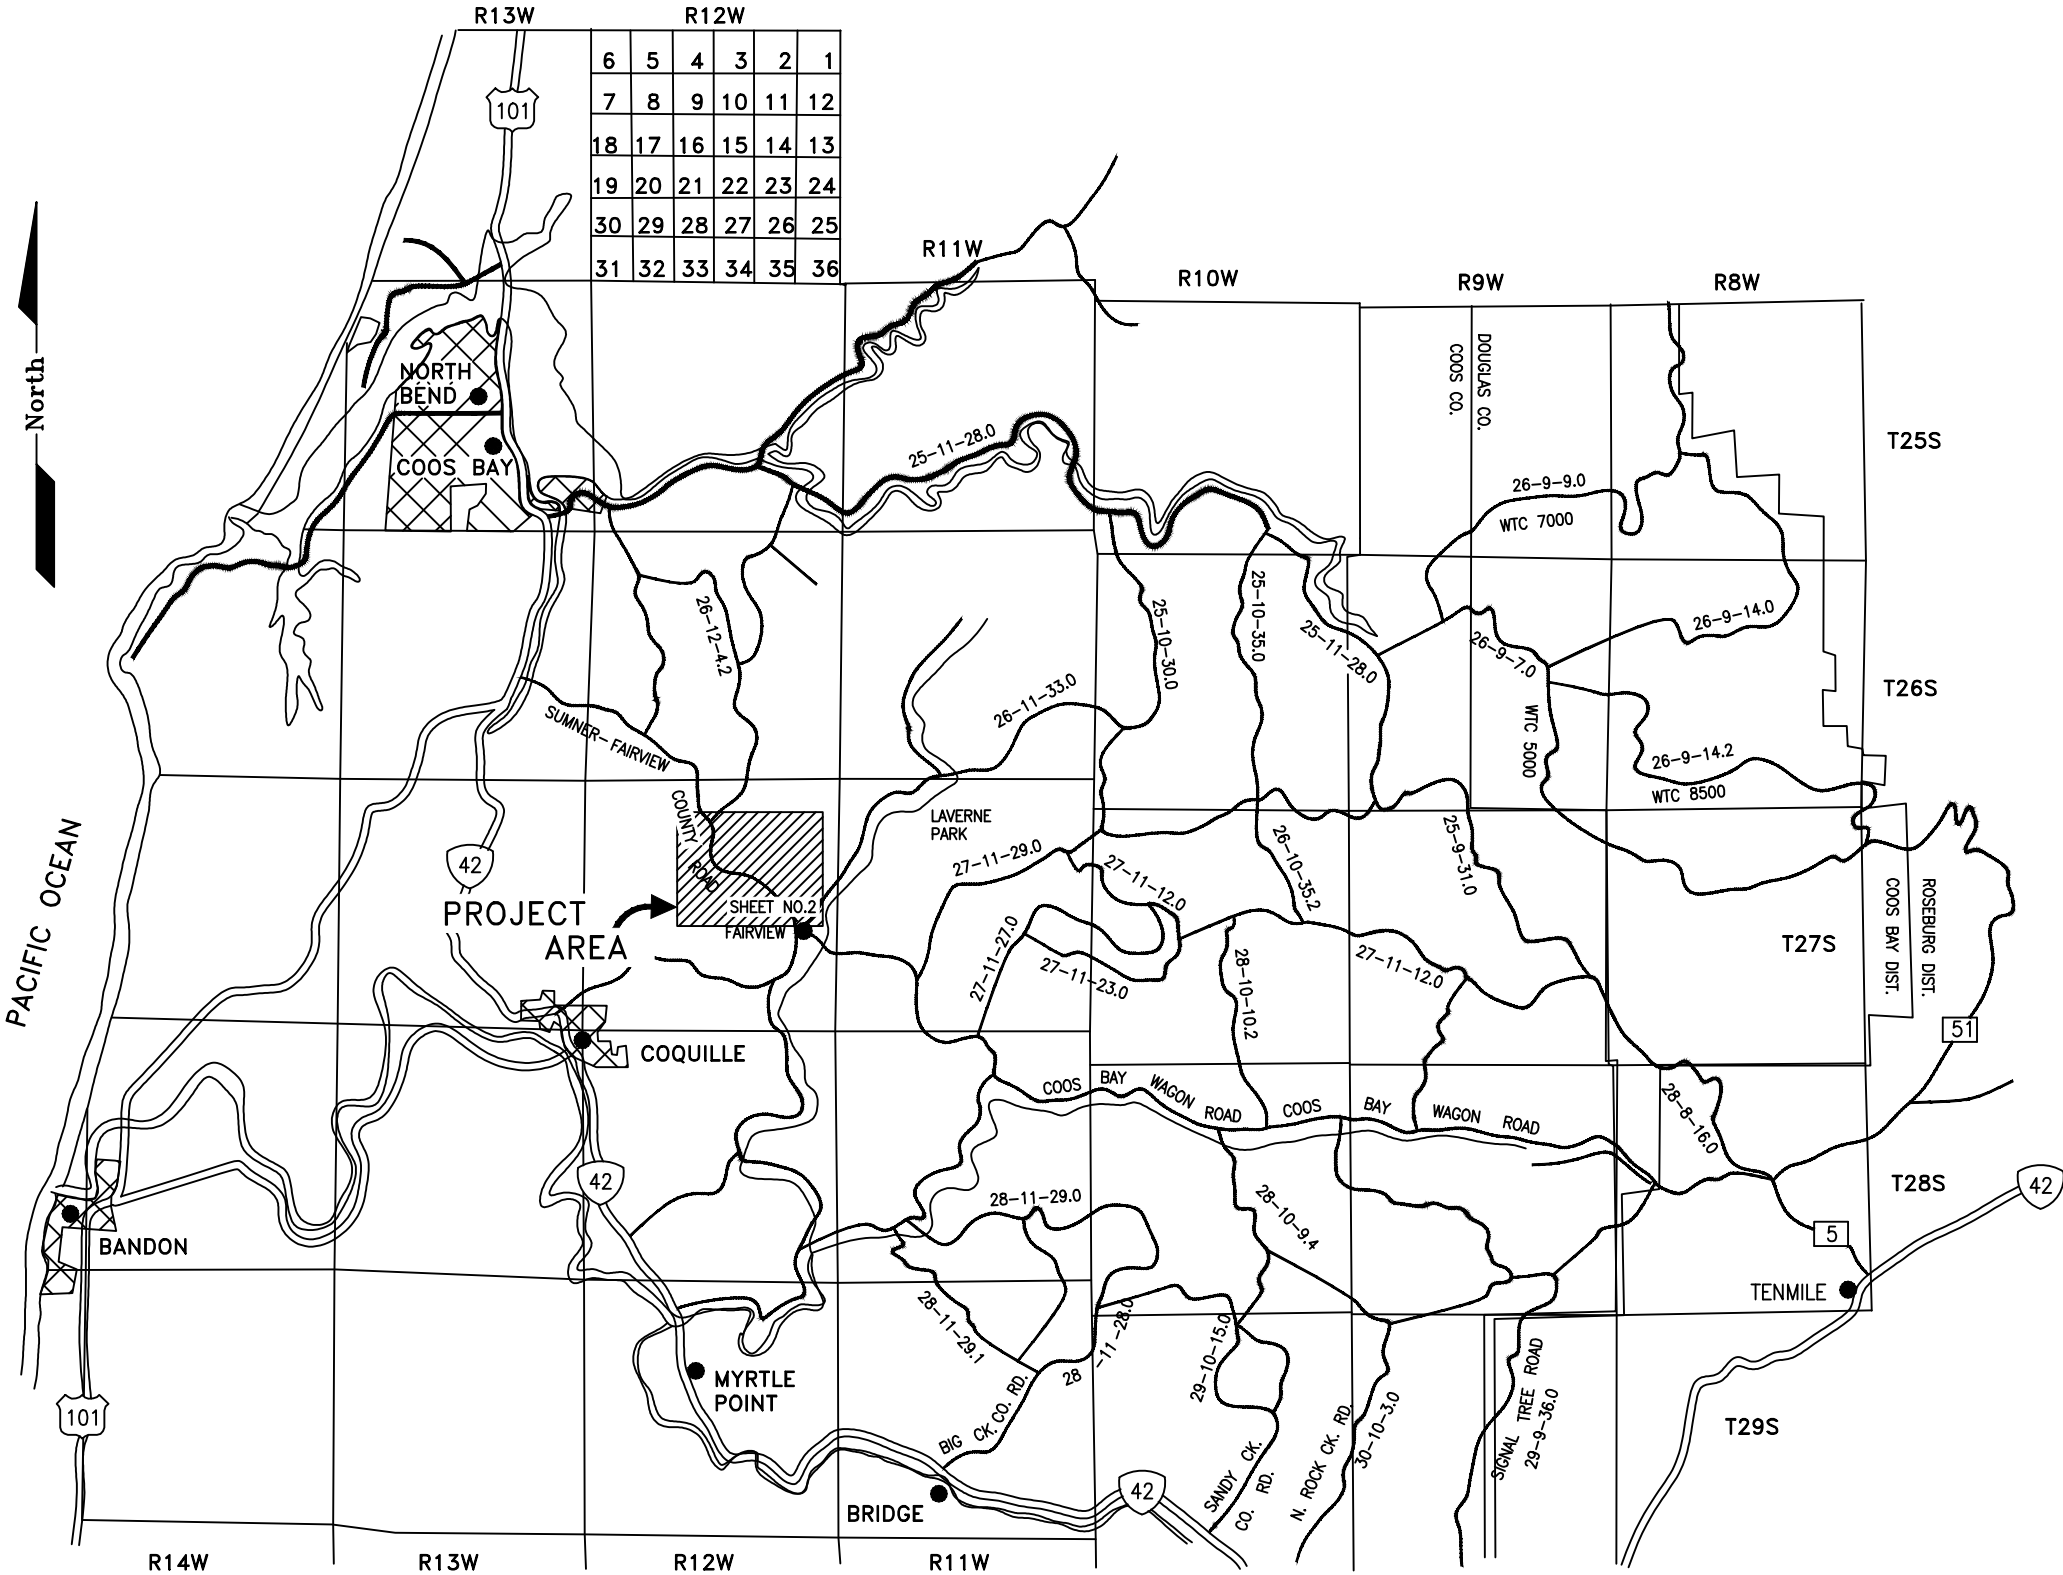 R13W
R12W
6 5 4 3 2 1
7 8 9 10 11 12
18 17 16 15 14 13
19 20 21 22 23 24
30 29 28 27 26 25
31 32 33 34 35 36
101
R11W
R10W
R9W
R8W
North
NORTH
BEND
COOS BAY
25-11-28.0
DOUGLAS CO.
COOS CO.
T25S
26-9-9.0
WTC 7000
26-12-4.2
25-10-30.0
25-10-35.0
25-11-28.0
26-9-7.0
26-9-14.0
T26S
26-11-33.0
SUMNER-FAIRVIEW
COUNTY
ROAD
WTC 5000
26-9-14.2
WTC 8500
LAVERNE
PARK
42
PACIFIC OCEAN
PROJECT
AREA
SHEET NO.2
FAIRVIEW
27-11-29.0
27-11-12.0
26-10-35.2
25-9-31.0
27-11-27.0
27-11-23.0
28-10-10.2
27-11-12.0
T27S
COOS BAY DIST.
ROSEBURG DIST.
51
COQUILLE
COOS BAY WAGON ROAD
COOS BAY WAGON ROAD
28-8-16.0
42
BANDON
28-11-29.0
28-10-9.4
T28S
42
5
TENMILE
28-11-29.1
28
-11-28.0
29-10-15.0
MYRTLE
POINT
101
BIG CK. CO. RD.
SANDY CK.
CO. RD.
N. ROCK CK. RD.
30-10-3.0
SIGNAL TREE ROAD
29-9-36.0
T29S
42
BRIDGE
R14W
R13W
R12W
R11W